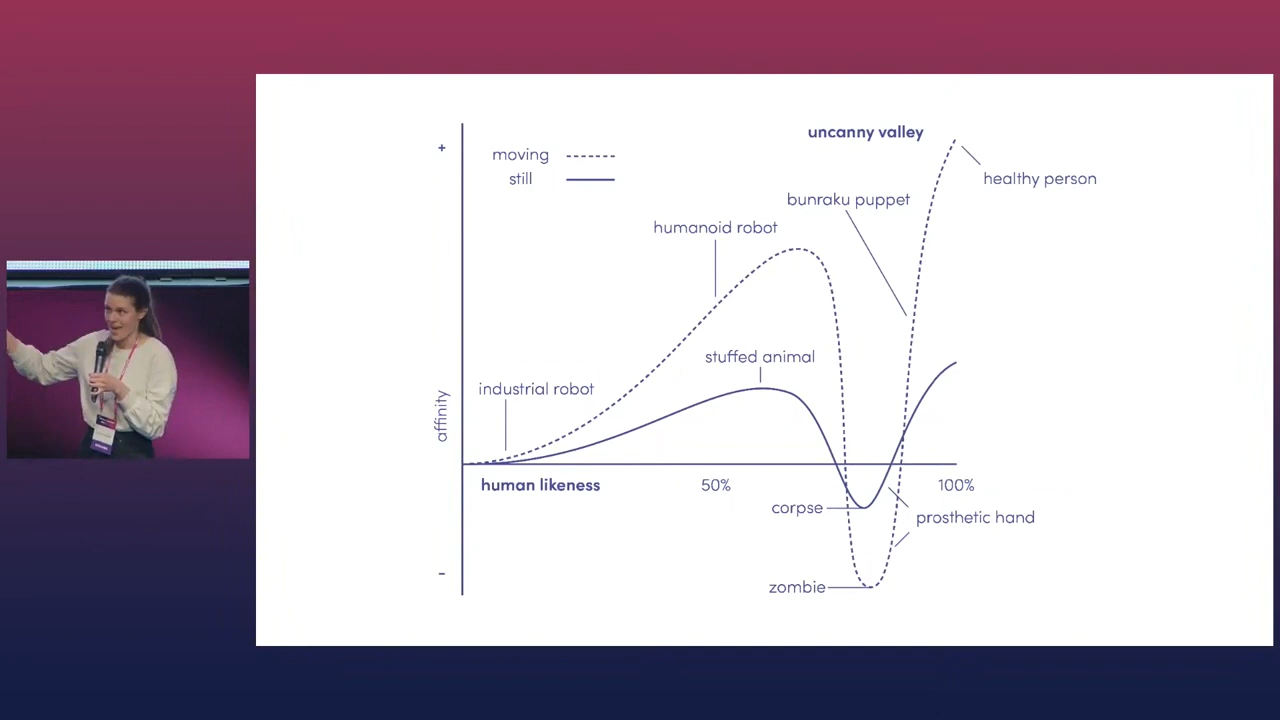 uncanny valley
+
moving
still
healthy person
bunraku puppet
humanoid robot
stuffed animal
industrial robot
affinity
human likeness
50%
100%
corpse
prosthetic hand
-
zombie